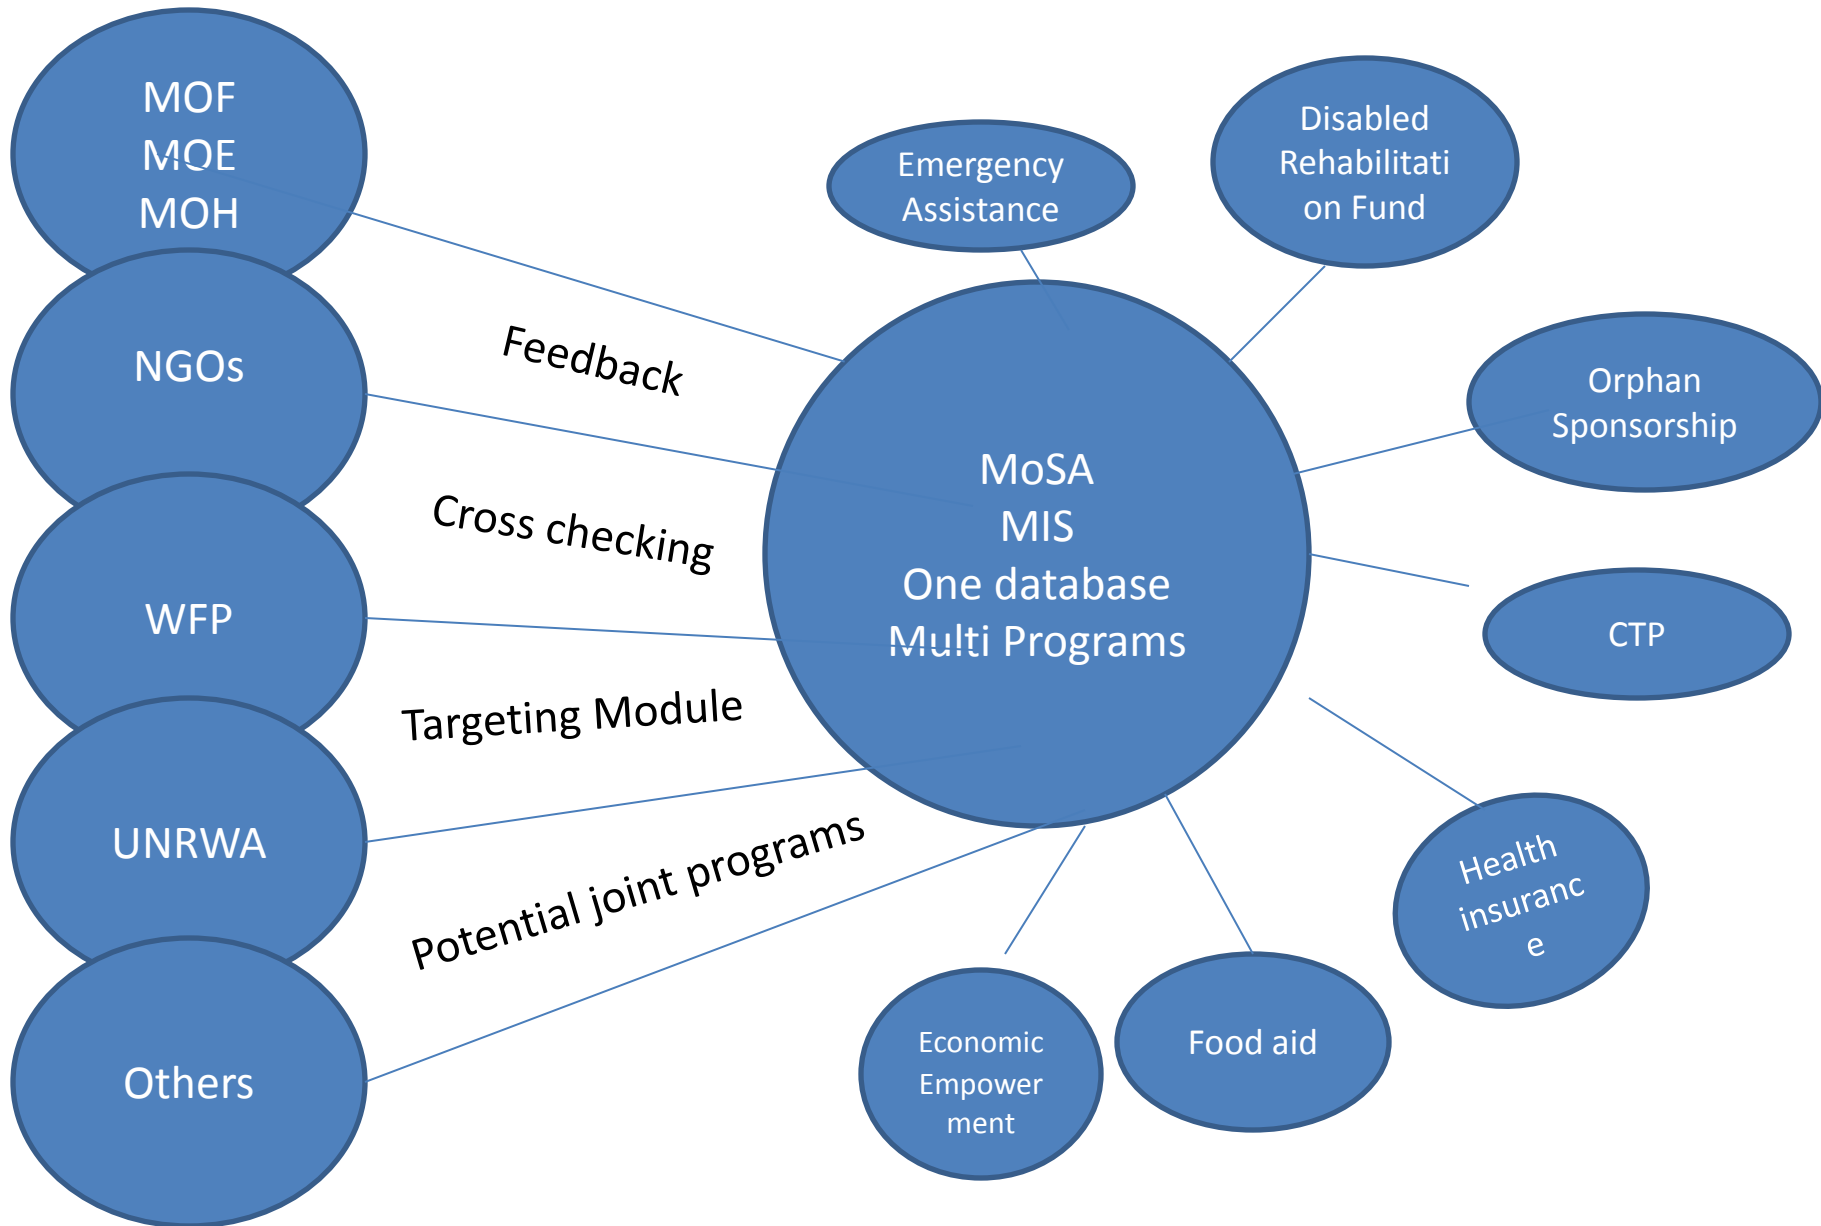 MOF
MOE
MOH
NGOs
WFP
UNRWA
Others
Feedback
Cross checking
Targeting Module
Potential joint programs
MoSA
MIS
One database
Multi Programs
Emergency
Assistance
Disabled
Rehabilitati
on Fund
Orphan
Sponsorship
CTP
Health
insuranc
e
Food aid
Economic
Empower
ment